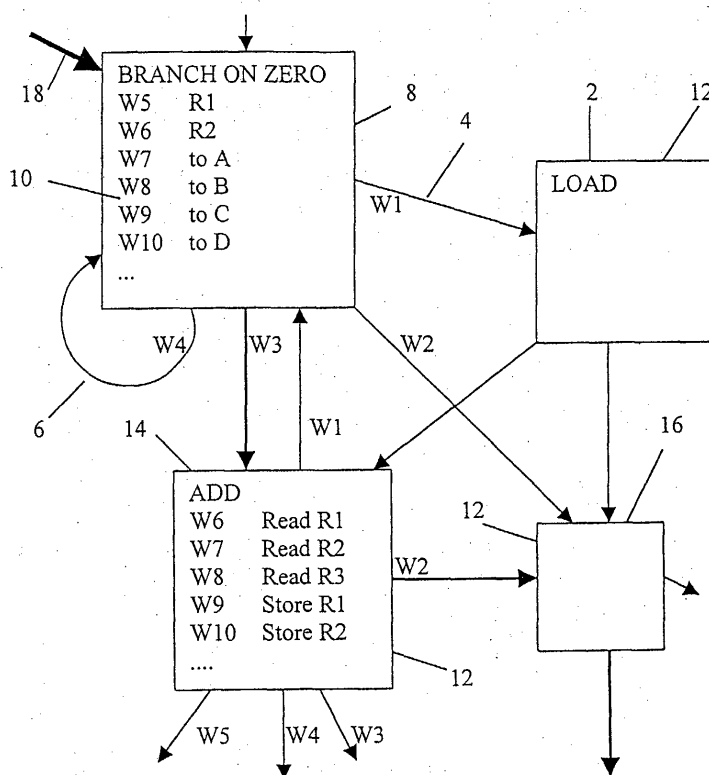 18
BRANCH ON ZERO
W5 R1
W6 R2
W7 to A
W8 to B
W9 to C
W10 to D
...
10
8
4
2
12
W1
LOAD
W4
W3
W2
6
14
W1
16
ADD
W6 Read R1
W7 Read R2
W8 Read R3
W9 Store R1
W10 Store R2
....
W2
12
12
W5
W4
W3